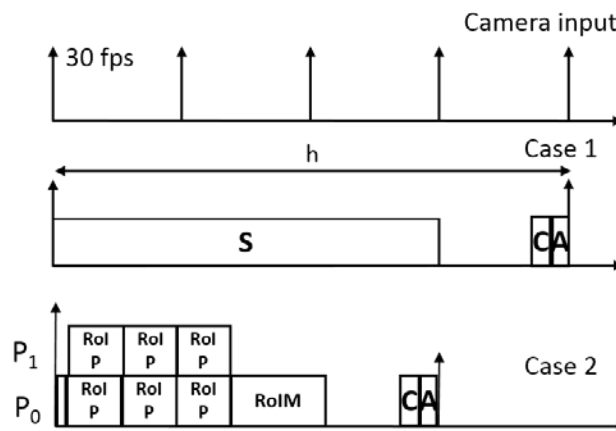 Camera input
30 fps
h
Case 1
S
C A
Case 2
P1
RoI P RoI P RoI P
P0
RoI P RoI P RoI P RoIM C A